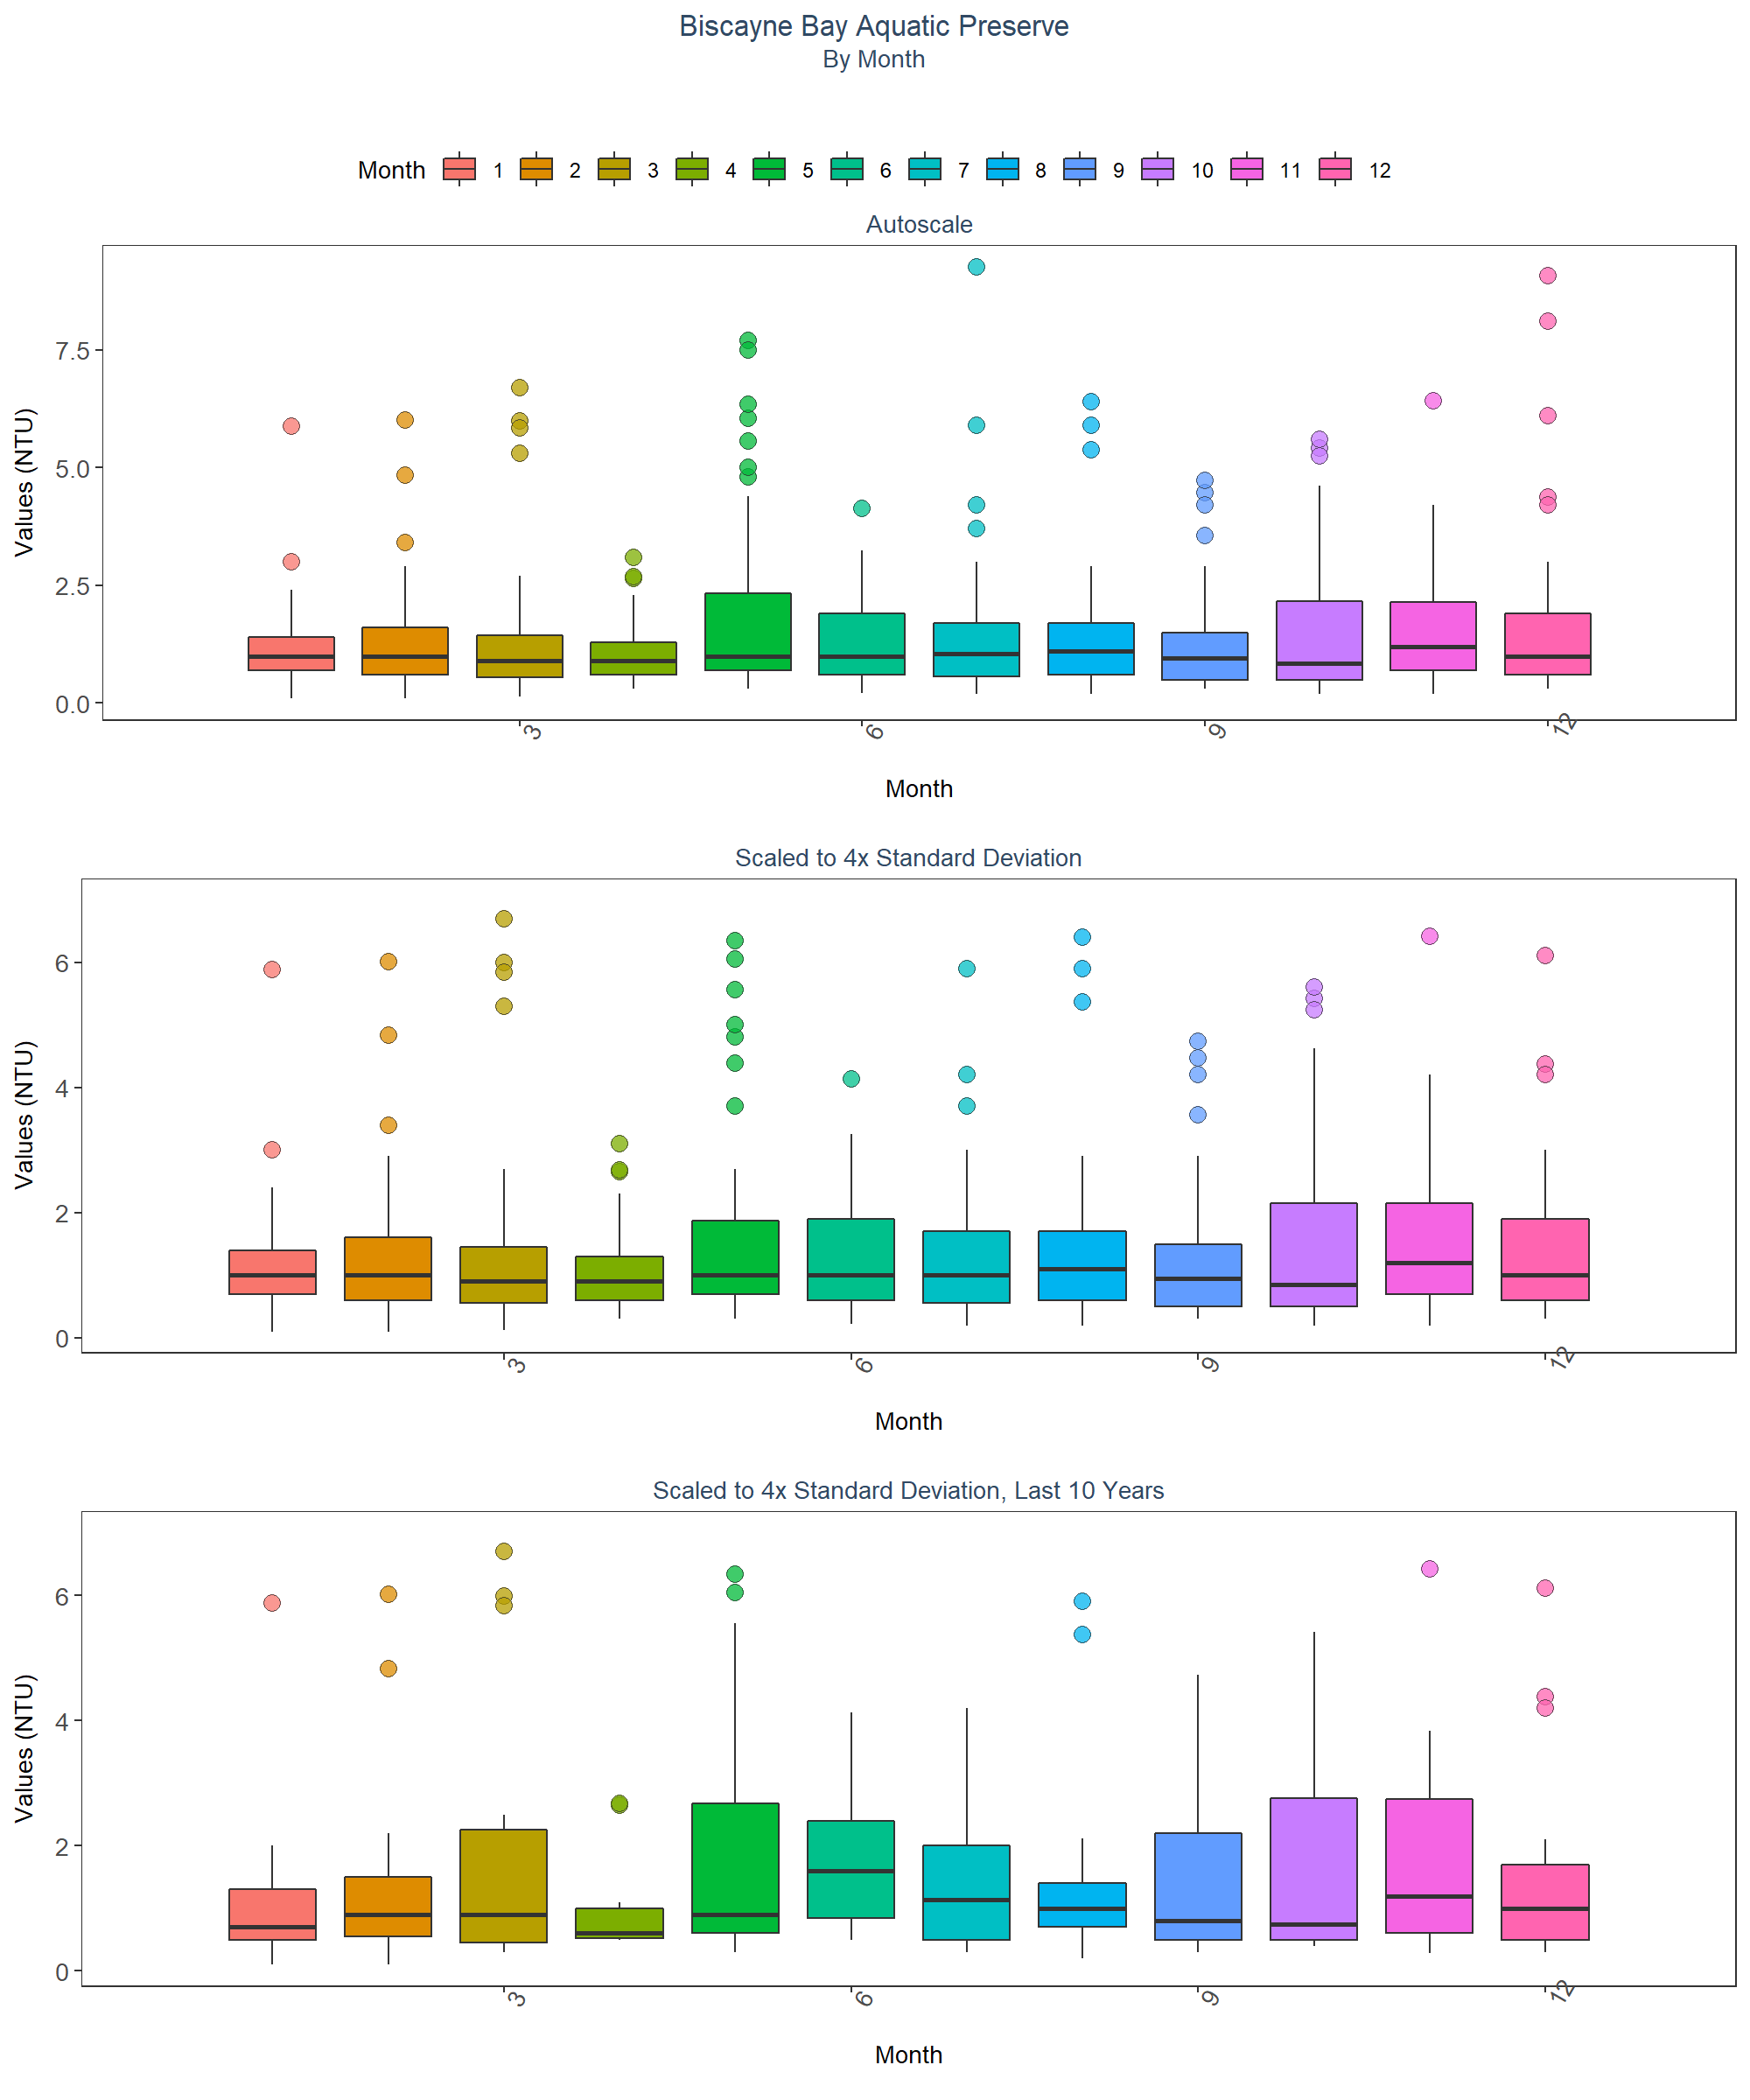 Biscayne Bay Aquatic Preserve
By Month
Month 1 2 3 4 5 6 7 8 9 10 11 12
Autoscale
Values (NTU)
7.5
5.0
2.5
0.0
3 6 9 12
Month
Scaled to 4x Standard Deviation
Values (NTU)
6
4
2
0
3 6 9 12
Month
Scaled to 4x Standard Deviation, Last 10 Years
Values (NTU)
6
4
2
0
3 6 9 12
Month